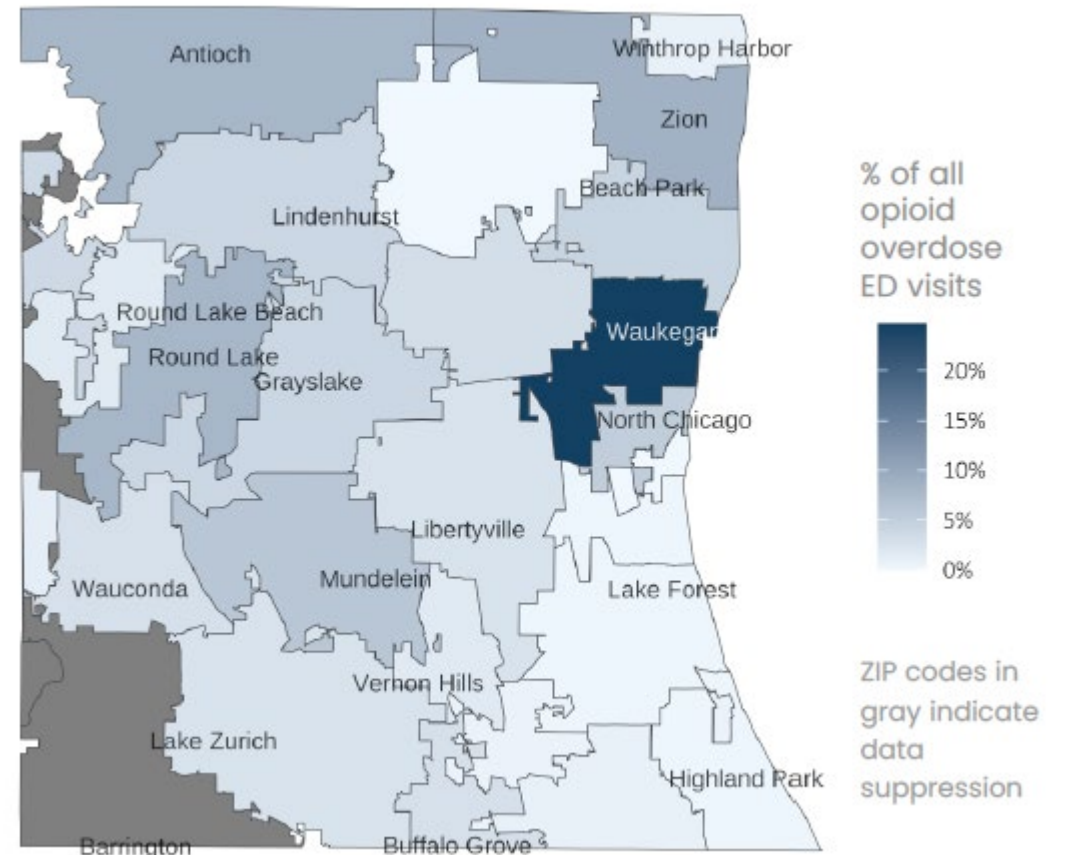 Antioch
Winthrop Harbor
Zion
Beach Park
Lindenhurst
Round Lake Beach
Waukegan
Round Lake
Grayslake
North Chicago
Libertyville
Mundelein
Wauconda
Lake Forest
Vernon Hills
Lake Zurich
Highland Park
Barrington
Buffalo Grove
% of all
opioid
overdose
ED visits
20%
15%
10%
5%
0%
ZIP codes in
gray indicate
data
suppression